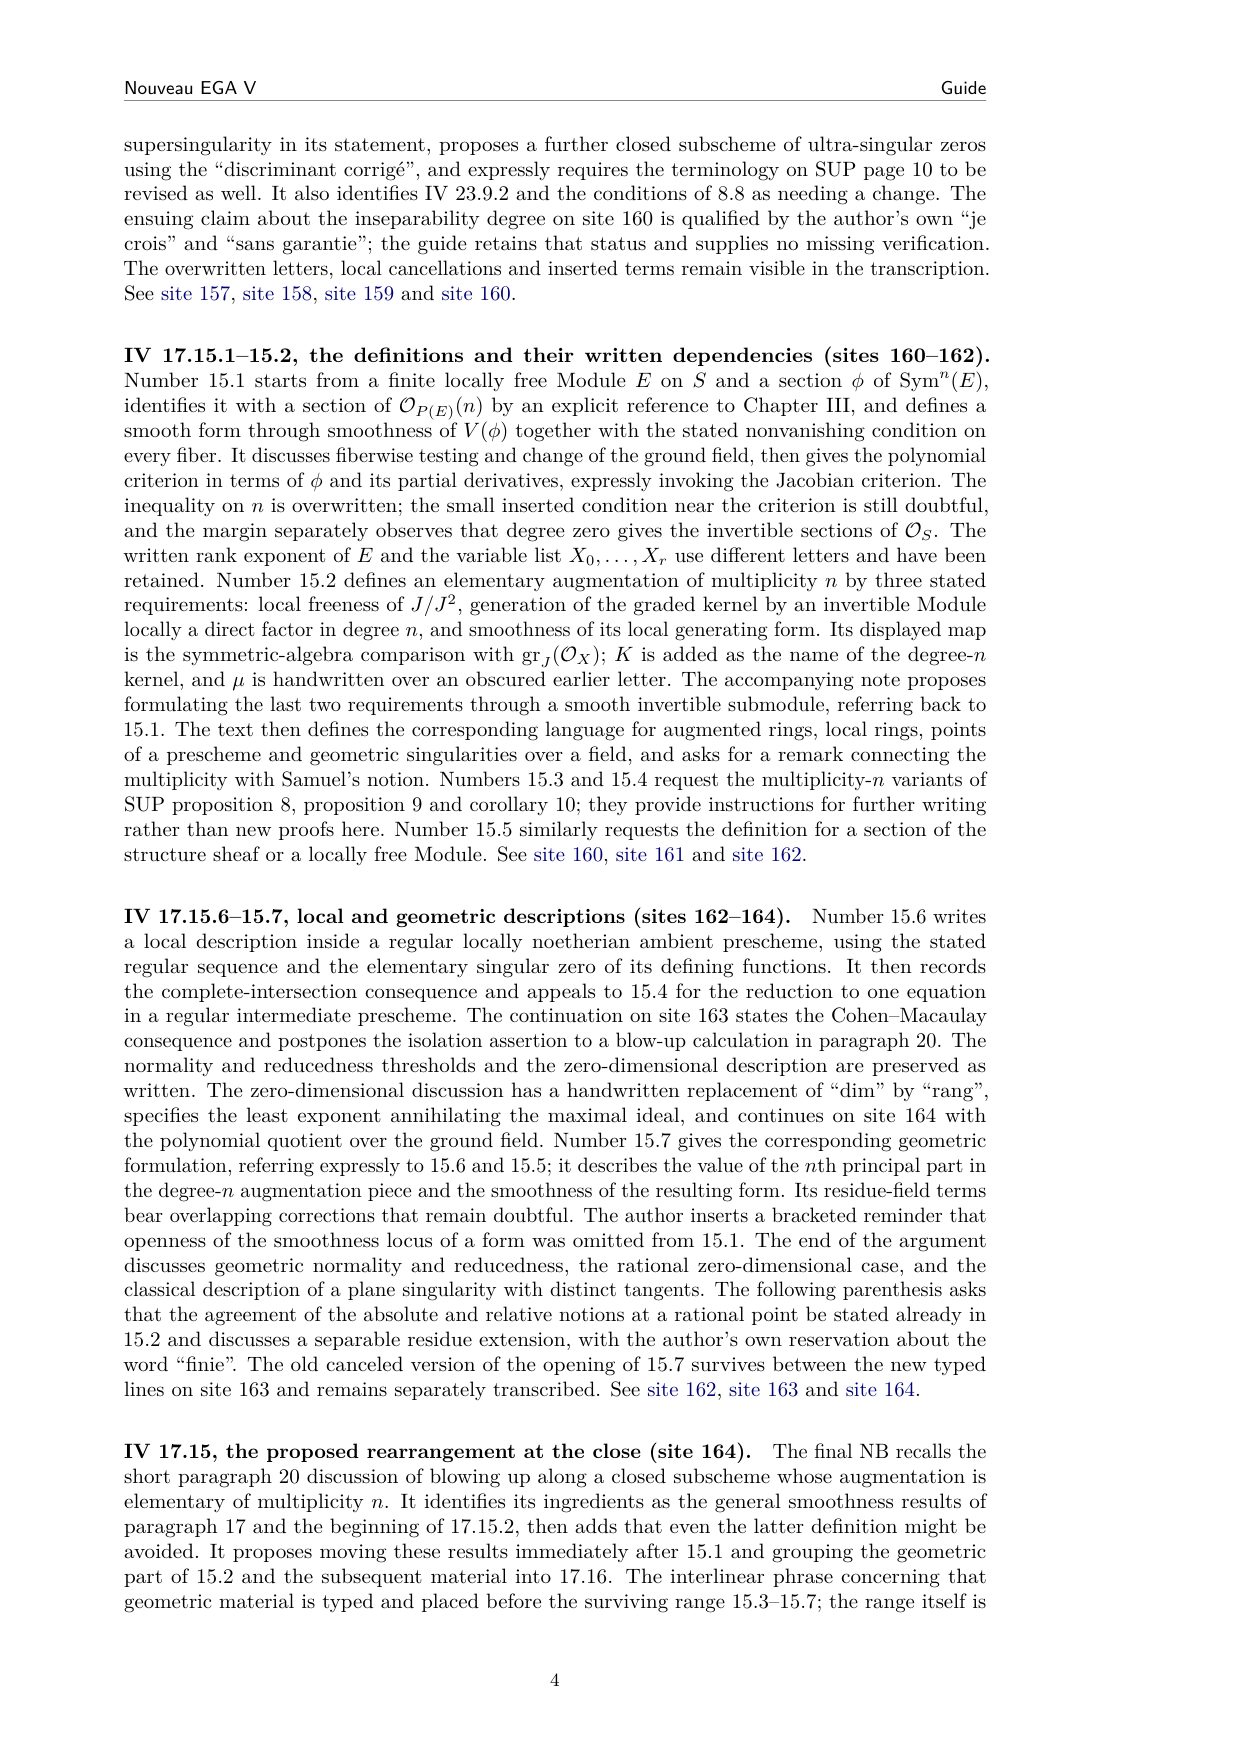 Nouveau EGA V Guide
supersingularity in its statement, proposes a further closed subscheme of ultra-singular zeros
using the “discriminant corrigé”, and expressly requires the terminology on SUP page 10 to be
revised as well. It also identifies IV 23.9.2 and the conditions of 8.8 as needing a change. The
ensuing claim about the inseparability degree on site 160 is qualified by the author’s own “je
crois” and “sans garantie”; the guide retains that status and supplies no missing verification.
The overwritten letters, local cancellations and inserted terms remain visible in the transcription.
See site 157, site 158, site 159 and site 160.
IV 17.15.1–15.2, the definitions and their written dependencies (sites 160–162).
Number 15.1 starts from a finite locally free Module E on S and a section ϕ of Symⁿ(E),
identifies it with a section of 𝒪_{P(E)}(n) by an explicit reference to Chapter III, and defines a
smooth form through smoothness of V(ϕ) together with the stated nonvanishing condition on
every fiber. It discusses fiberwise testing and change of the ground field, then gives the polynomial
criterion in terms of ϕ and its partial derivatives, expressly invoking the Jacobian criterion. The
inequality on n is overwritten; the small inserted condition near the criterion is still doubtful,
and the margin separately observes that degree zero gives the invertible sections of 𝒪_S. The
written rank exponent of E and the variable list X₀, . . . , X_r use different letters and have been
retained. Number 15.2 defines an elementary augmentation of multiplicity n by three stated
requirements: local freeness of J/J², generation of the graded kernel by an invertible Module
locally a direct factor in degree n, and smoothness of its local generating form. Its displayed map
is the symmetric-algebra comparison with gr_J(𝒪_X); K is added as the name of the degree-n
kernel, and μ is handwritten over an obscured earlier letter. The accompanying note proposes
formulating the last two requirements through a smooth invertible submodule, referring back to
15.1. The text then defines the corresponding language for augmented rings, local rings, points
of a prescheme and geometric singularities over a field, and asks for a remark connecting the
multiplicity with Samuel’s notion. Numbers 15.3 and 15.4 request the multiplicity-n variants of
SUP proposition 8, proposition 9 and corollary 10; they provide instructions for further writing
rather than new proofs here. Number 15.5 similarly requests the definition for a section of the
structure sheaf or a locally free Module. See site 160, site 161 and site 162.
IV 17.15.6–15.7, local and geometric descriptions (sites 162–164). Number 15.6 writes
a local description inside a regular locally noetherian ambient prescheme, using the stated
regular sequence and the elementary singular zero of its defining functions. It then records
the complete-intersection consequence and appeals to 15.4 for the reduction to one equation
in a regular intermediate prescheme. The continuation on site 163 states the Cohen–Macaulay
consequence and postpones the isolation assertion to a blow-up calculation in paragraph 20. The
normality and reducedness thresholds and the zero-dimensional description are preserved as
written. The zero-dimensional discussion has a handwritten replacement of “dim” by “rang”,
specifies the least exponent annihilating the maximal ideal, and continues on site 164 with
the polynomial quotient over the ground field. Number 15.7 gives the corresponding geometric
formulation, referring expressly to 15.6 and 15.5; it describes the value of the nth principal part in
the degree-n augmentation piece and the smoothness of the resulting form. Its residue-field terms
bear overlapping corrections that remain doubtful. The author inserts a bracketed reminder that
openness of the smoothness locus of a form was omitted from 15.1. The end of the argument
discusses geometric normality and reducedness, the rational zero-dimensional case, and the
classical description of a plane singularity with distinct tangents. The following parenthesis asks
that the agreement of the absolute and relative notions at a rational point be stated already in
15.2 and discusses a separable residue extension, with the author’s own reservation about the
word “finie”. The old canceled version of the opening of 15.7 survives between the new typed
lines on site 163 and remains separately transcribed. See site 162, site 163 and site 164.
IV 17.15, the proposed rearrangement at the close (site 164). The final NB recalls the
short paragraph 20 discussion of blowing up along a closed subscheme whose augmentation is
elementary of multiplicity n. It identifies its ingredients as the general smoothness results of
paragraph 17 and the beginning of 17.15.2, then adds that even the latter definition might be
avoided. It proposes moving these results immediately after 15.1 and grouping the geometric
part of 15.2 and the subsequent material into 17.16. The interlinear phrase concerning that
geometric material is typed and placed before the surviving range 15.3–15.7; the range itself is
4